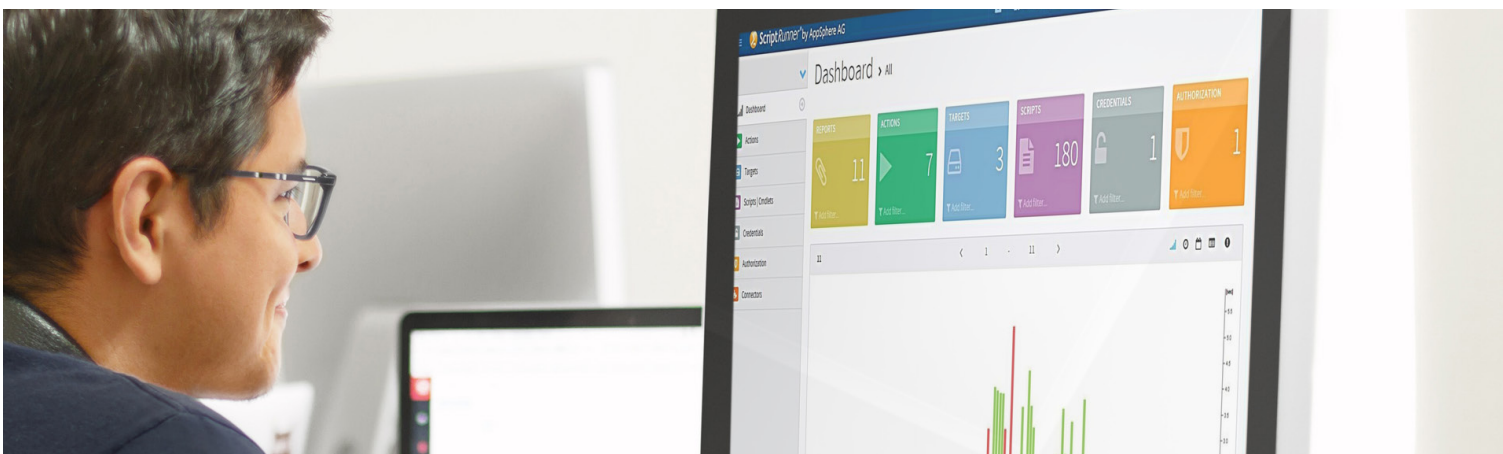 ScriptRunner® by AppSphere AG
Dashboard > All
Dashboard
Actions
Targets
Scripts | Cmdlets
Credentials
Authorization
Connectors
REPORTS
11
Add filter...
ACTIONS
7
Add filter...
TARGETS
3
Add filter...
SCRIPTS
180
Add filter...
CREDENTIALS
1
Add filter...
AUTHORIZATION
1
Add filter...
11
< 1 - 11 >